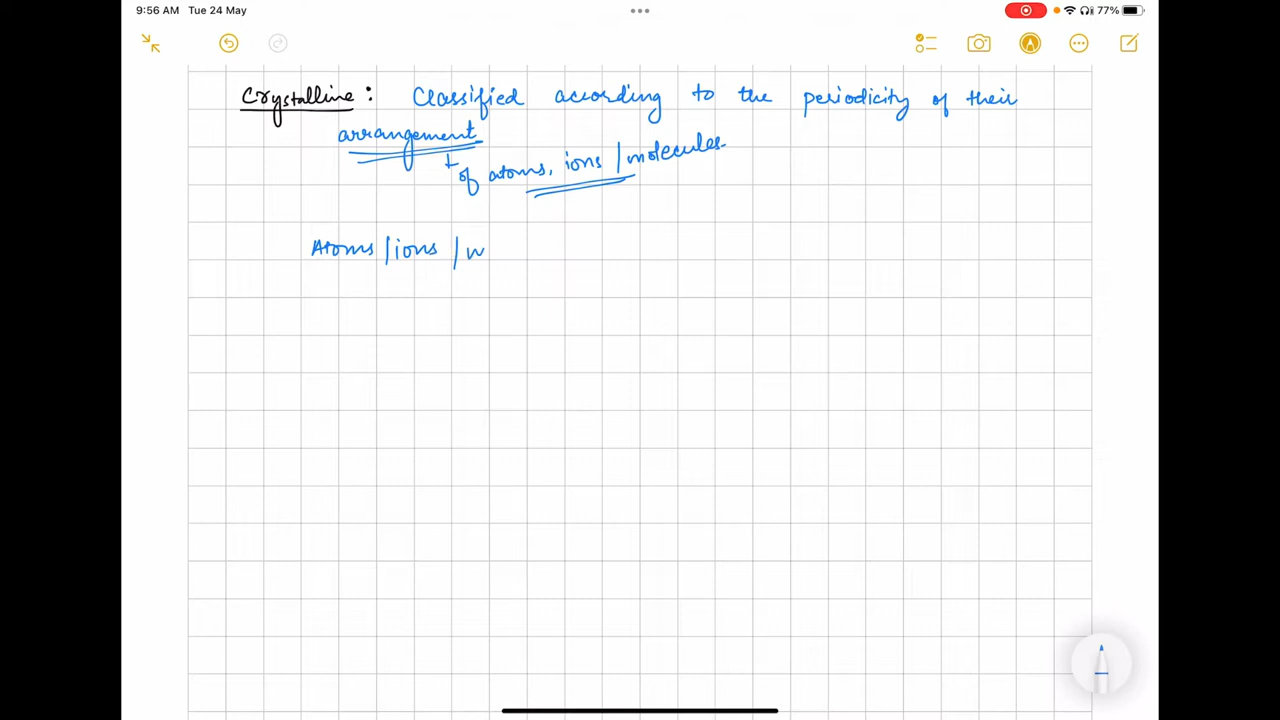 9:56 AM Tue 24 May
77%
Crystalline: Classified according to the periodicity of their
arrangement
of atoms, ions / molecules.
Atoms / ions /